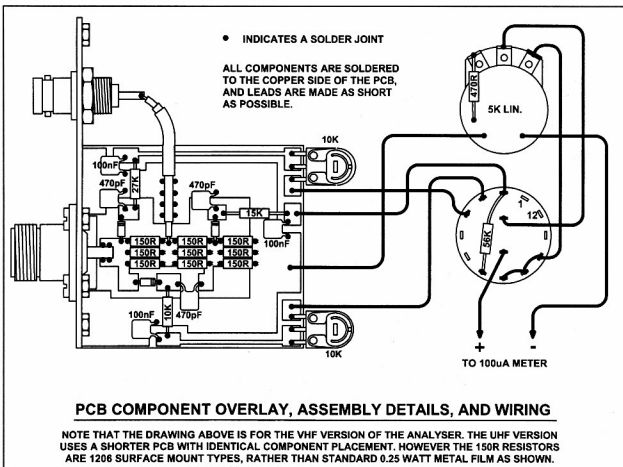 • INDICATES A SOLDER JOINT
ALL COMPONENTS ARE SOLDERED
TO THE COPPER SIDE OF THE PCB,
AND LEADS ARE MADE AS SHORT
AS POSSIBLE.
470R
5K LIN.
10K
100nF
470pF
27K
470pF
15K
100nF
150R 150R 150R
150R 150R 150R
150R 150R 150R
10K
100nF
470pF
10K
1
12
56K
+ -
TO 100uA METER
PCB COMPONENT OVERLAY, ASSEMBLY DETAILS, AND WIRING
NOTE THAT THE DRAWING ABOVE IS FOR THE VHF VERSION OF THE ANALYSER. THE UHF VERSION
USES A SHORTER PCB WITH IDENTICAL COMPONENT PLACEMENT. HOWEVER THE 150R RESISTORS
ARE 1206 SURFACE MOUNT TYPES, RATHER THAN STANDARD 0.25 WATT METAL FILM AS SHOWN.